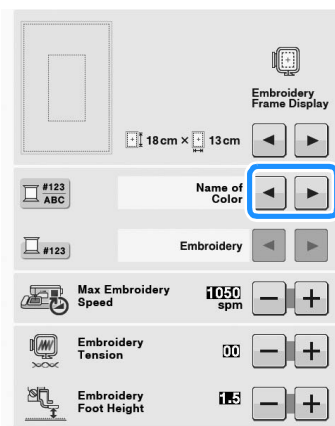 Embroidery
Frame Display
18cm × 13cm
#123
ABC
Name of
Color
#123
Embroidery
Max Embroidery
Speed
1050
spm
Embroidery
Tension
00
Embroidery
Foot Height
1.5